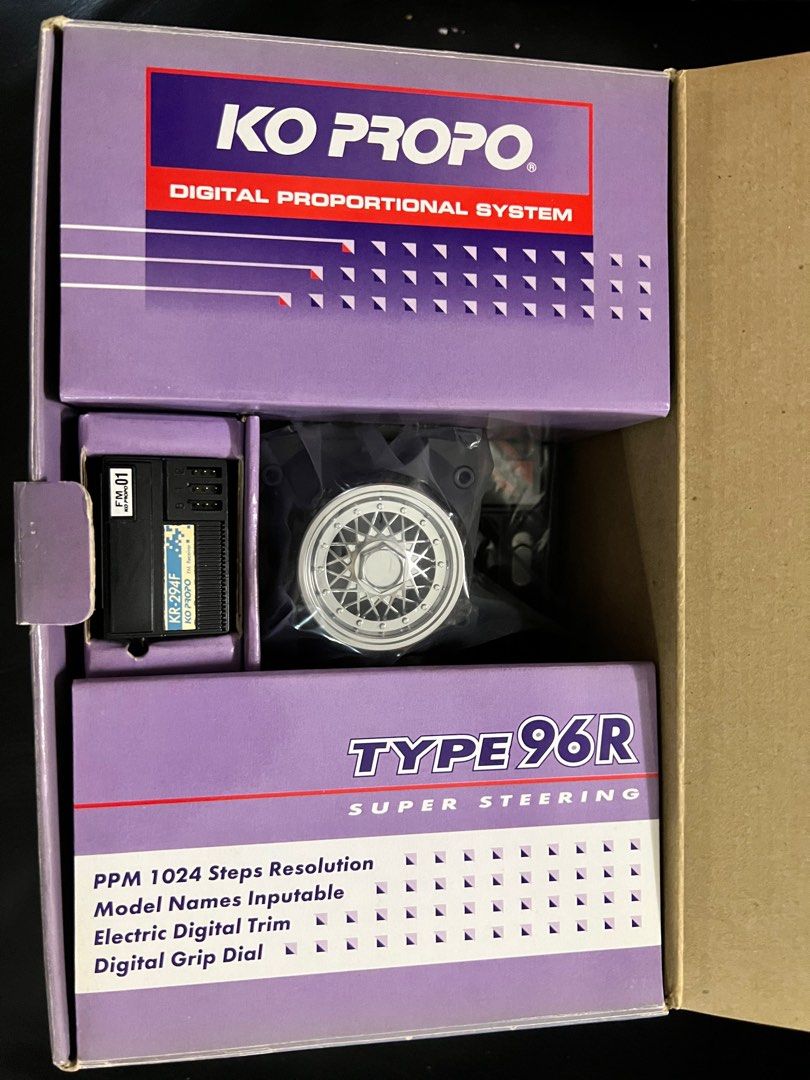 KO PROPO®
DIGITAL PROPORTIONAL SYSTEM
FM 01
KO PROPO
KR-294F
KO PROPO
TYPE 96R
SUPER STEERING
PPM 1024 Steps Resolution
Model Names Inputable
Electric Digital Trim
Digital Grip Dial